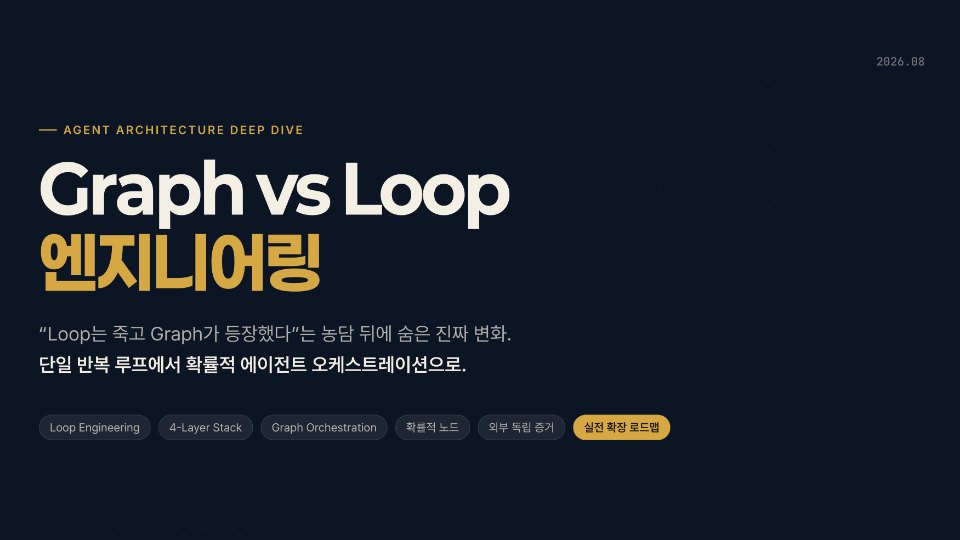 2026.08
— AGENT ARCHITECTURE DEEP DIVE
Graph vs Loop
엔지니어링
“Loop는 죽고 Graph가 등장했다”는 농담 뒤에 숨은 진짜 변화.
단일 반복 루프에서 확률적 에이전트 오케스트레이션으로.
Loop Engineering 4-Layer Stack Graph Orchestration 확률적 노드 외부 독립 증거 실전 확장 로드맵